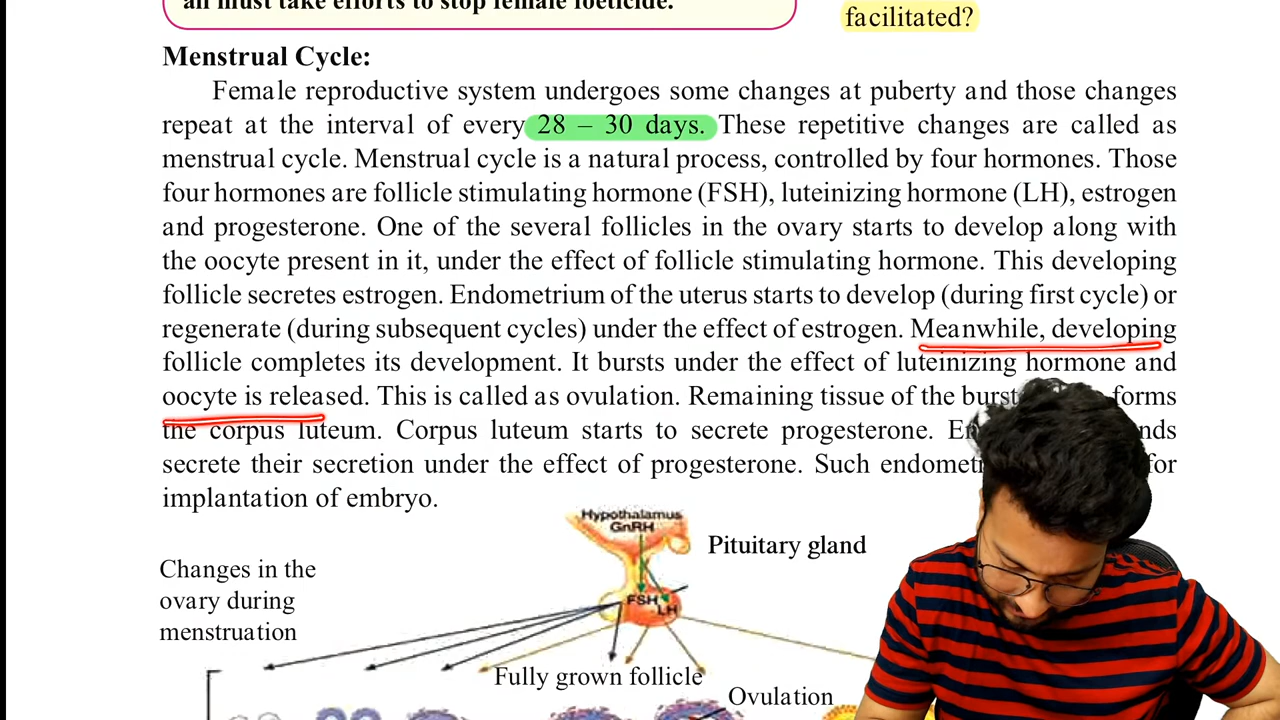 all must take efforts to stop female foeticide.
facilitated?
Menstrual Cycle:
Female reproductive system undergoes some changes at puberty and those changes
repeat at the interval of every 28 – 30 days. These repetitive changes are called as
menstrual cycle. Menstrual cycle is a natural process, controlled by four hormones. Those
four hormones are follicle stimulating hormone (FSH), luteinizing hormone (LH), estrogen
and progesterone. One of the several follicles in the ovary starts to develop along with
the oocyte present in it, under the effect of follicle stimulating hormone. This developing
follicle secretes estrogen. Endometrium of the uterus starts to develop (during first cycle) or
regenerate (during subsequent cycles) under the effect of estrogen. Meanwhile, developing
follicle completes its development. It bursts under the effect of luteinizing hormone and
oocyte is released. This is called as ovulation. Remaining tissue of the burst forms
the corpus luteum. Corpus luteum starts to secrete progesterone.
secrete their secretion under the effect of progesterone. Such for
implantation of embryo.
Hypothalamus
GnRH
Pituitary gland
Changes in the
ovary during
menstruation
FSH
LH
Fully grown follicle
Ovulation